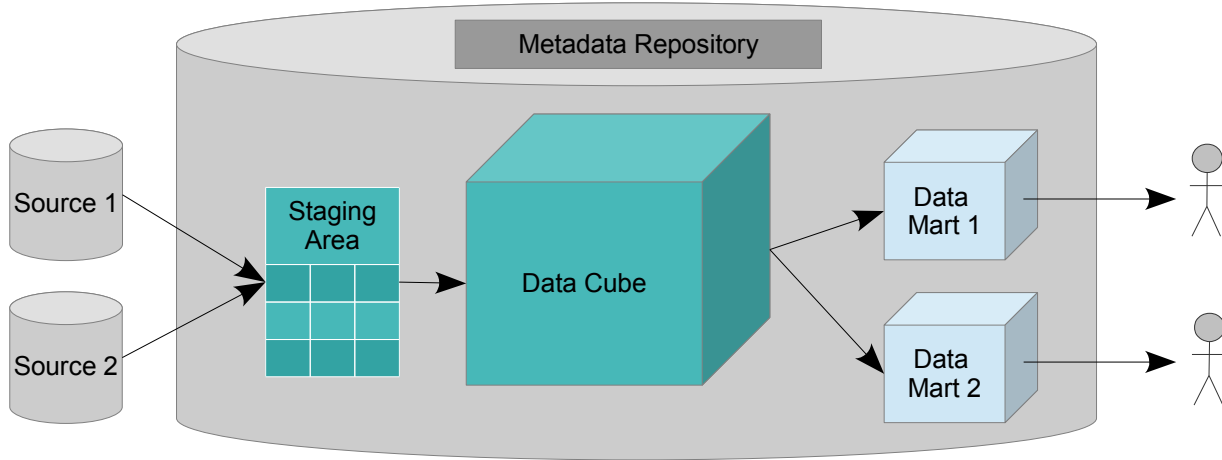 Metadata Repository
Source 1
Source 2
Staging
Area
Data Cube
Data
Mart 1
Data
Mart 2